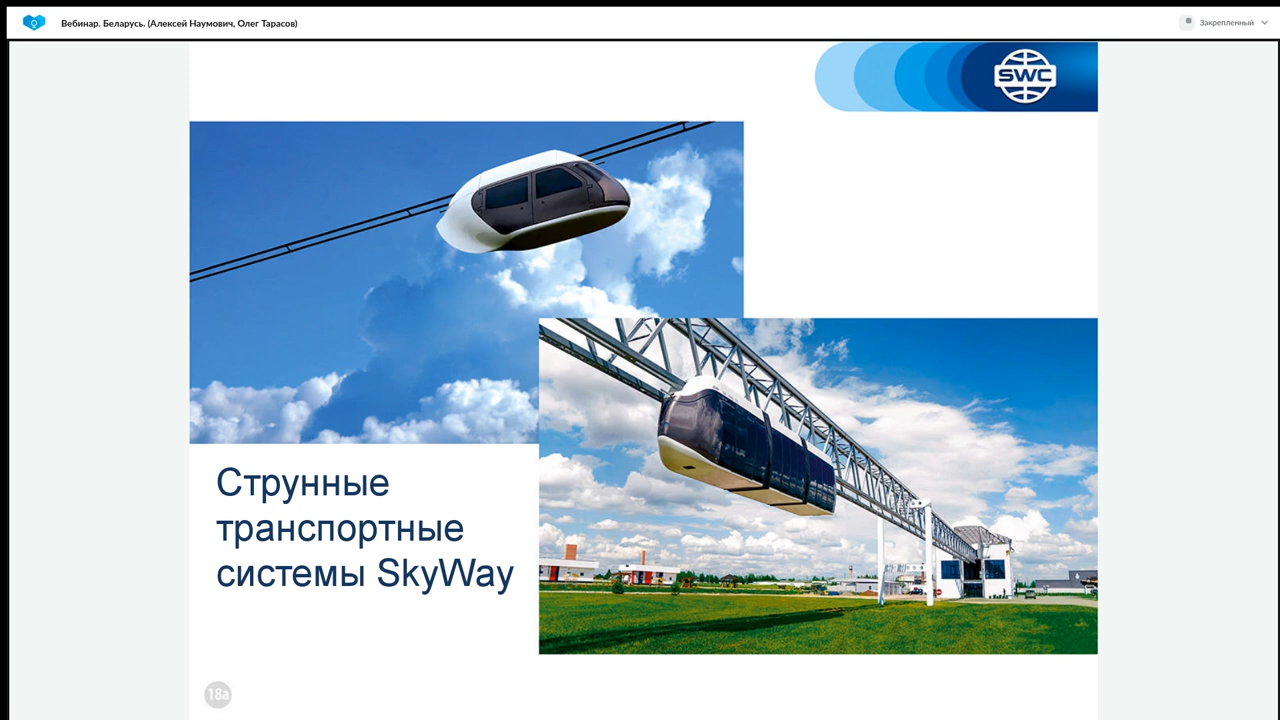 Вебинар. Беларусь. (Алексей Наумович, Олег Тарасов)
Закрепленный
SWC
Струнные
транспортные
системы SkyWay
18a